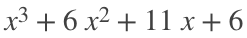 x³ + 6 x² + 11 x + 6